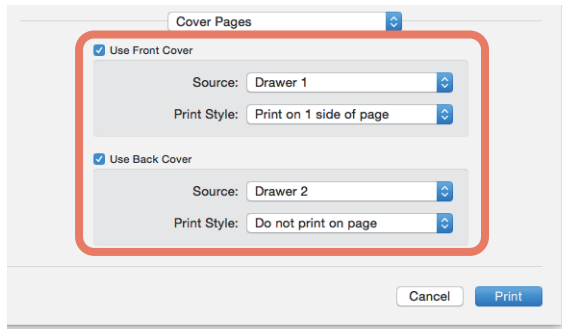 Cover Pages
Use Front Cover
Source: Drawer 1
Print Style: Print on 1 side of page
Use Back Cover
Source: Drawer 2
Print Style: Do not print on page
Cancel Print